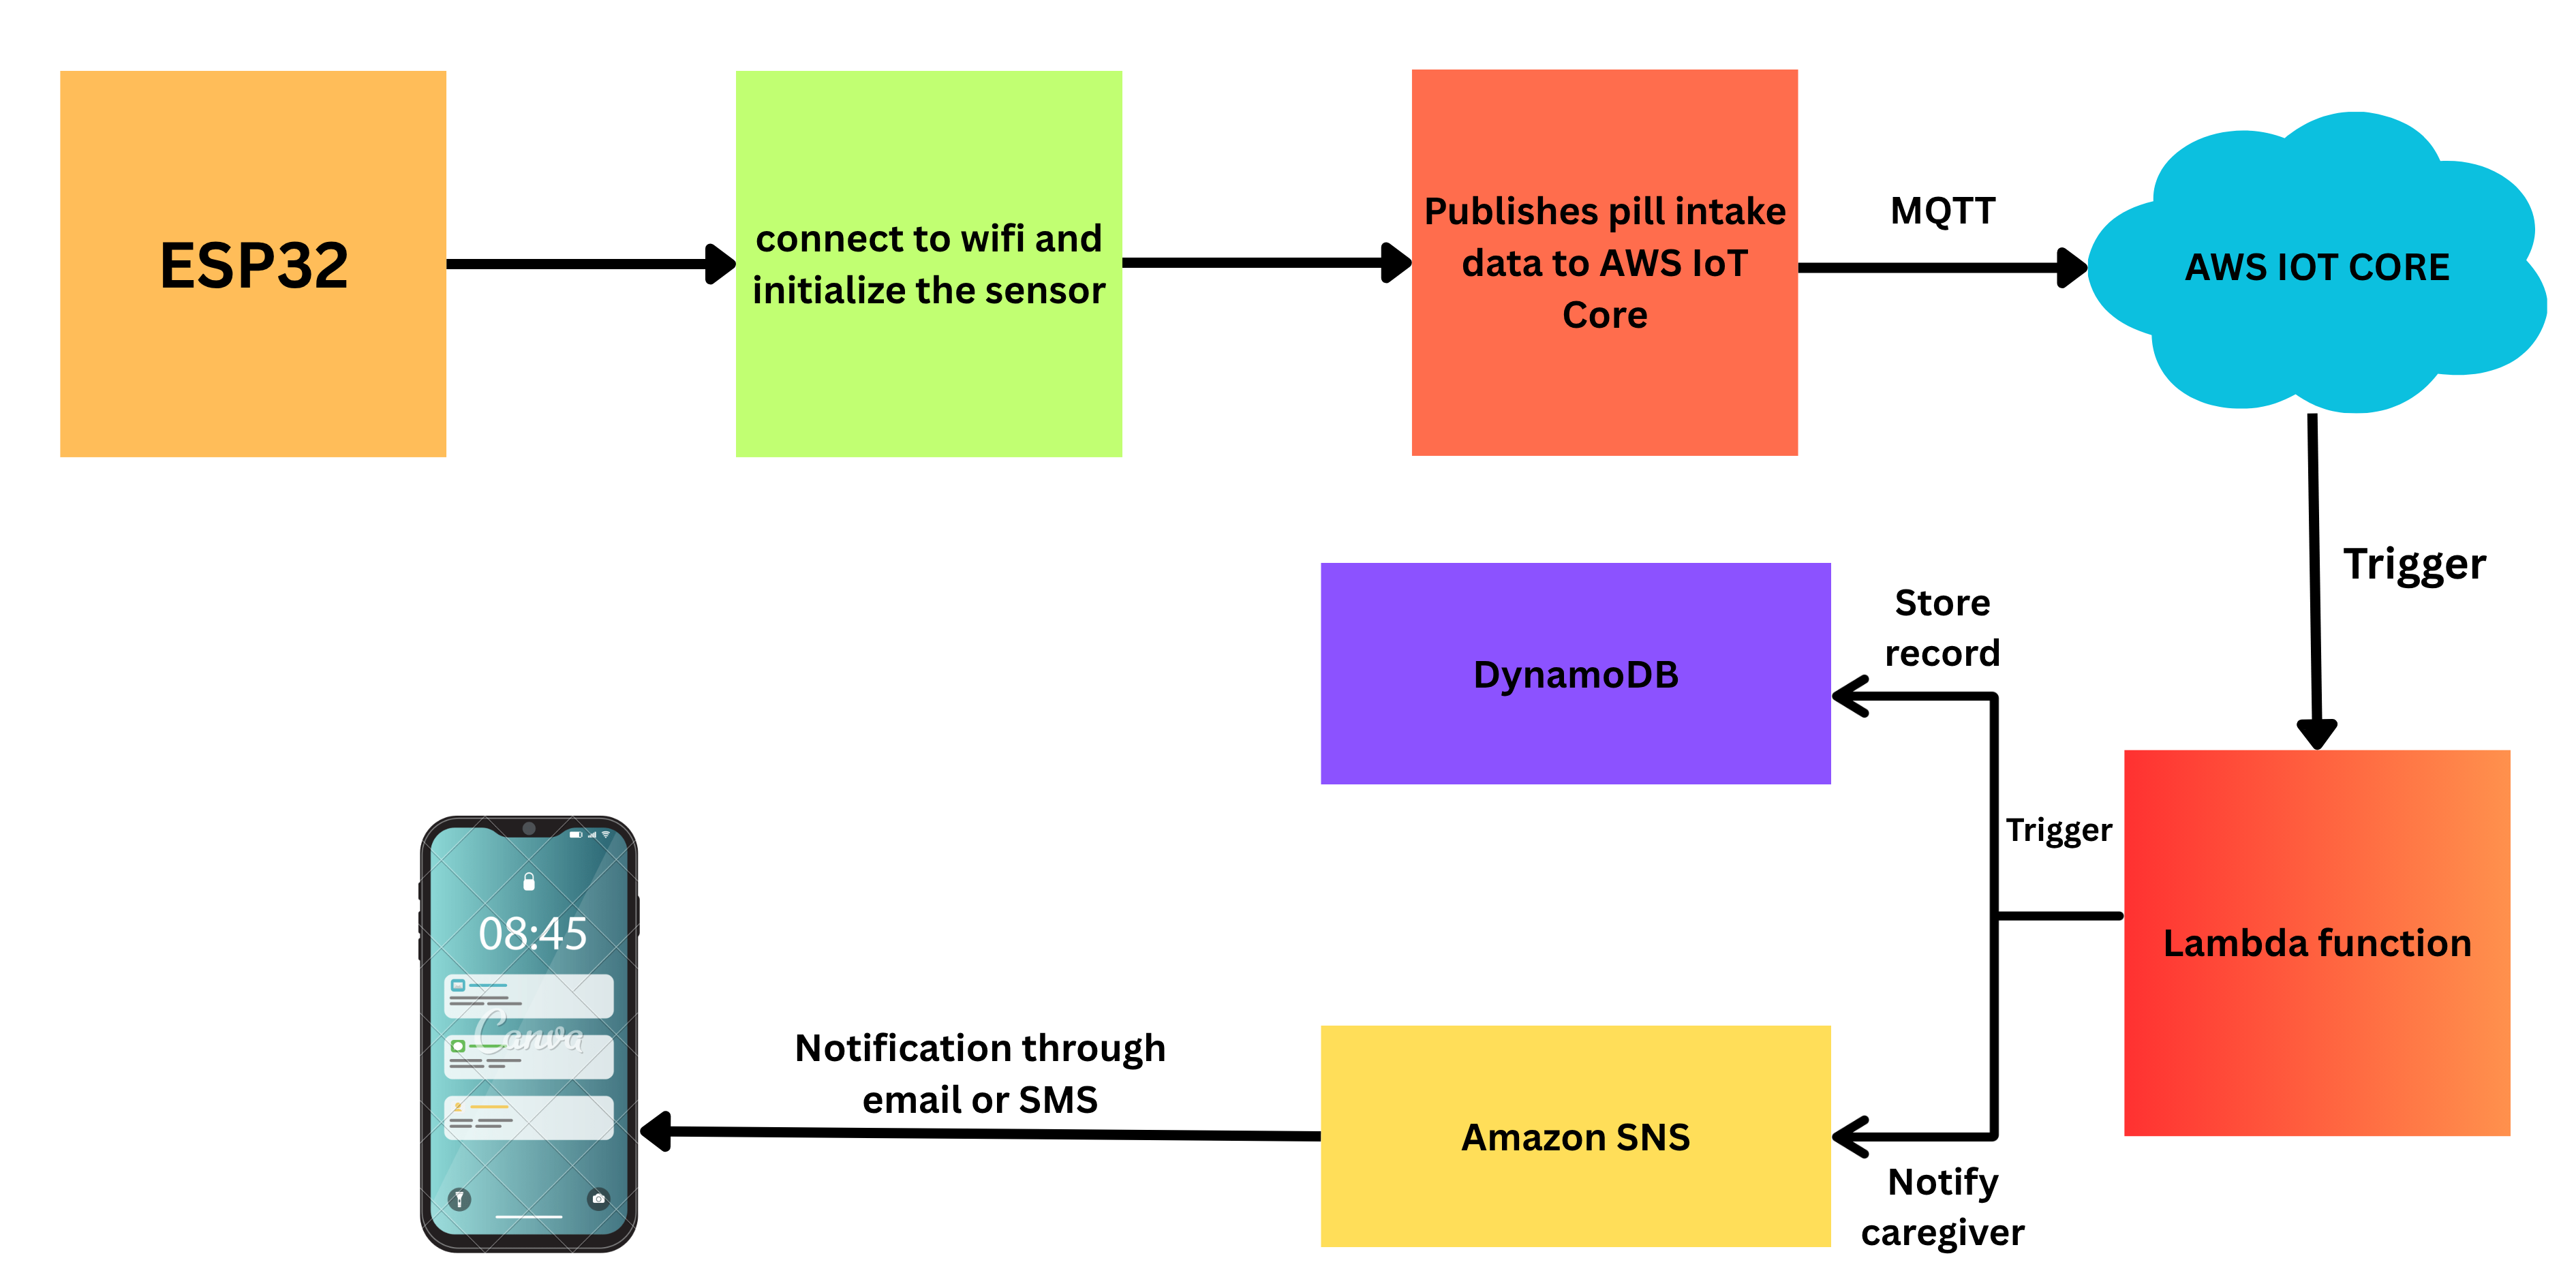 ESP32
connect to wifi and
initialize the sensor
Publishes pill intake
data to AWS IoT
Core
MQTT
AWS IOT CORE
Trigger
Store
record
DynamoDB
Trigger
Lambda function
08:45
Canva
Notification through
email or SMS
Amazon SNS
Notify
caregiver